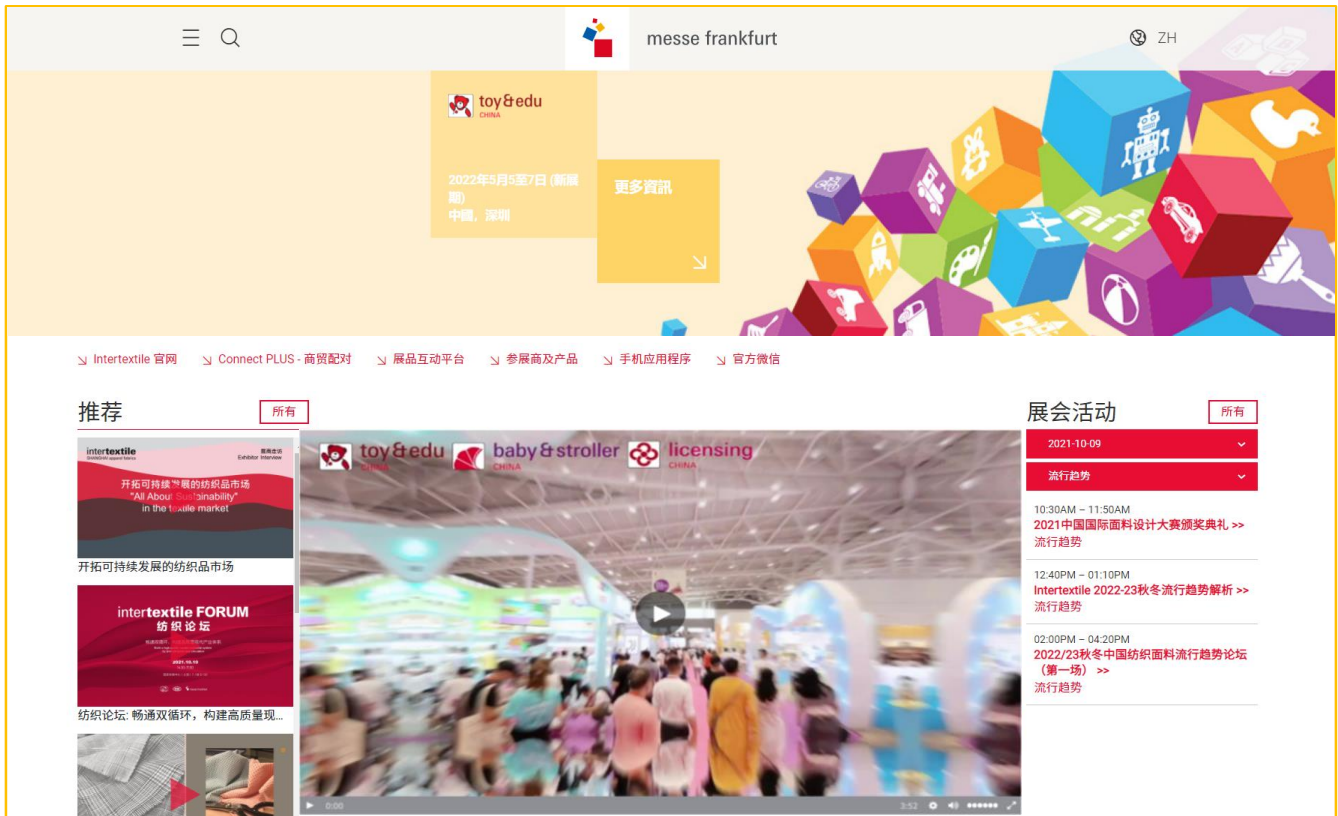 messe frankfurt
ZH
toy&edu
CHINA
2022年5月5至7日 (新展
期)
中國，深圳
更多資訊
Intertextile 官网
Connect PLUS - 商贸配对
展品互动平台
参展商及产品
手机应用程序
官方微信
推荐
所有
intertextile
SHANGHAI apparel fabrics
展商走访
Exhibitor Interview
开拓可持续发展的纺织品市场
"All About Sustainability"
in the textile market
开拓可持续发展的纺织品市场
intertextile FORUM
纺织论坛
2021.10.10
纺织论坛: 畅通双循环，构建高质量现...
toy&edu
CHINA
baby&stroller
CHINA
licensing
CHINA
0:00
3:52
展会活动
所有
2021-10-09
流行趋势
10:30AM – 11:50AM
2021中国国际面料设计大赛颁奖典礼 >>
流行趋势
12:40PM – 01:10PM
Intertextile 2022-23秋冬流行趋势解析 >>
流行趋势
02:00PM – 04:20PM
2022/23秋冬中国纺织面料流行趋势论坛
（第一场） >>
流行趋势